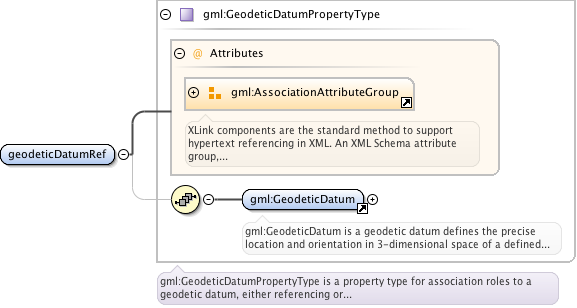 gml:GeodeticDatumPropertyType
@ Attributes
gml:AssociationAttributeGroup
XLink components are the standard method to support
hypertext referencing in XML. An XML Schema attribute
group,...
geodeticDatumRef
gml:GeodeticDatum
gml:GeodeticDatum is a geodetic datum defines the precise
location and orientation in 3-dimensional space of a defined...
gml:GeodeticDatumPropertyType is a property type for association roles to
a geodetic datum, either referencing or...